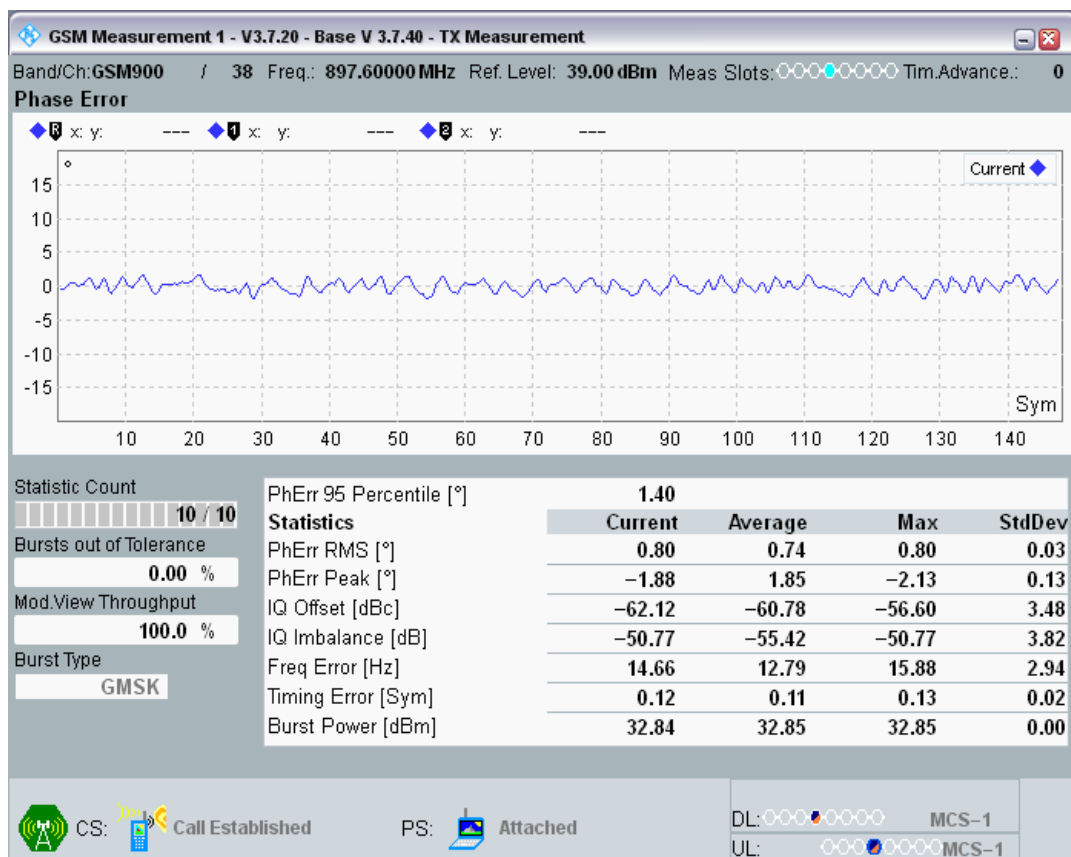 GSM Measurement 1 - V3.7.20 - Base V 3.7.40 - TX Measurement
Band/Ch:GSM900 / 38 Freq.: 897.60000 MHz Ref. Level: 39.00 dBm Meas Slots: Tim.Advance.: 0
Phase Error
R x: y: --- 1 x: y: --- 2 x: y: ---
°
Current
15
10
5
0
-5
-10
-15
Sym
10 20 30 40 50 60 70 80 90 100 110 120 130 140
Statistic Count
10 / 10
Bursts out of Tolerance
0.00 %
Mod.View Throughput
100.0 %
Burst Type
GMSK
PhErr 95 Percentile [°] 1.40
Statistics Current Average Max StdDev
PhErr RMS [°] 0.80 0.74 0.80 0.03
PhErr Peak [°] −1.88 1.85 −2.13 0.13
IQ Offset [dBc] −62.12 −60.78 −56.60 3.48
IQ Imbalance [dB] −50.77 −55.42 −50.77 3.82
Freq Error [Hz] 14.66 12.79 15.88 2.94
Timing Error [Sym] 0.12 0.11 0.13 0.02
Burst Power [dBm] 32.84 32.85 32.85 0.00
CS: Call Established PS: Attached DL: MCS−1
UL: MCS−1